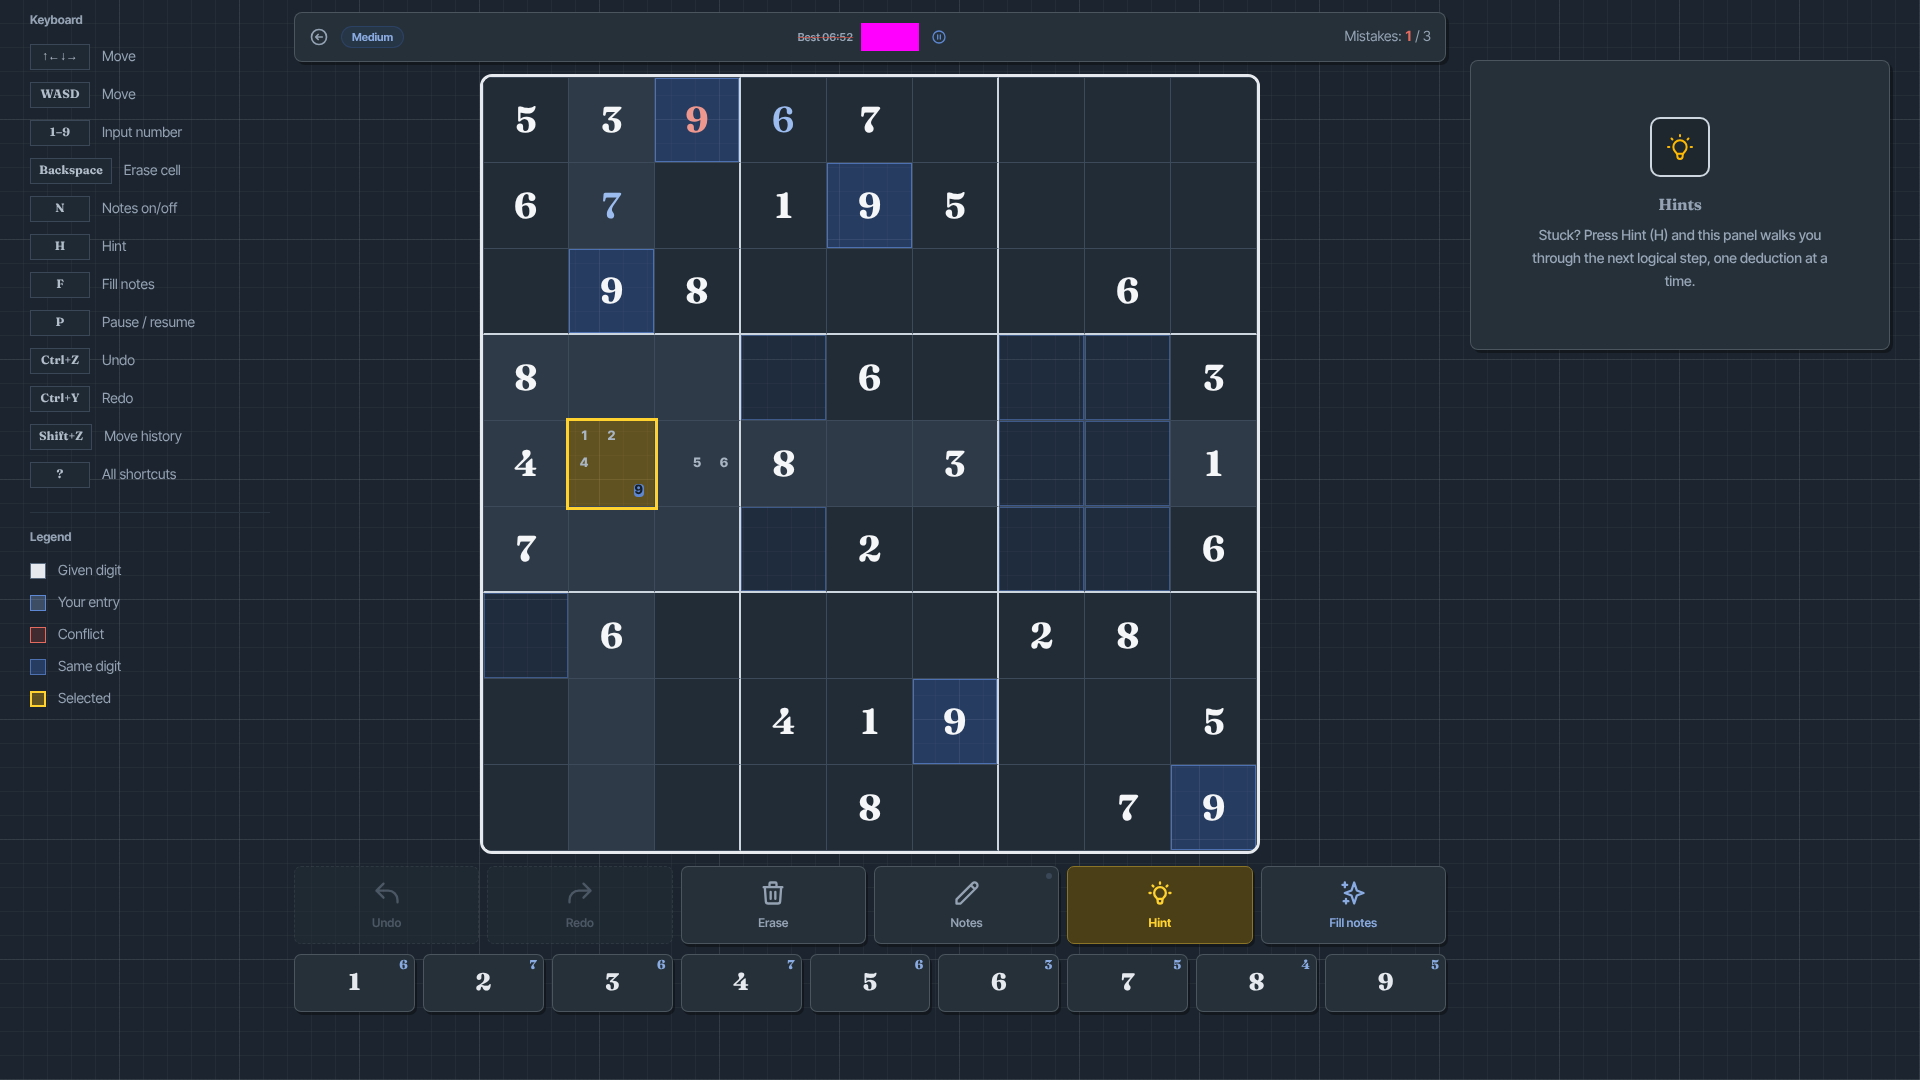 Keyboard
↑←↓→ Move
WASD Move
1–9 Input number
Backspace Erase cell
N Notes on/off
H Hint
F Fill notes
P Pause / resume
Ctrl+Z Undo
Ctrl+Y Redo
Shift+Z Move history
? All shortcuts
Legend
Given digit
Your entry
Conflict
Same digit
Selected
Medium
Best 06:52
Mistakes: 1 / 3
5 3 9 6 7
6 7 1 9 5
9 8 6
8 6 3
1 2
4 4 9 5 6 8 3 1
7 2 6
6 2 8
4 1 9 5
8 7 9
Undo Redo Erase Notes Hint Fill notes
1 6 2 7 3 6 4 7 5 6 6 3 7 5 8 4 9 5
Hints
Stuck? Press Hint (H) and this panel walks you
through the next logical step, one deduction at a
time.